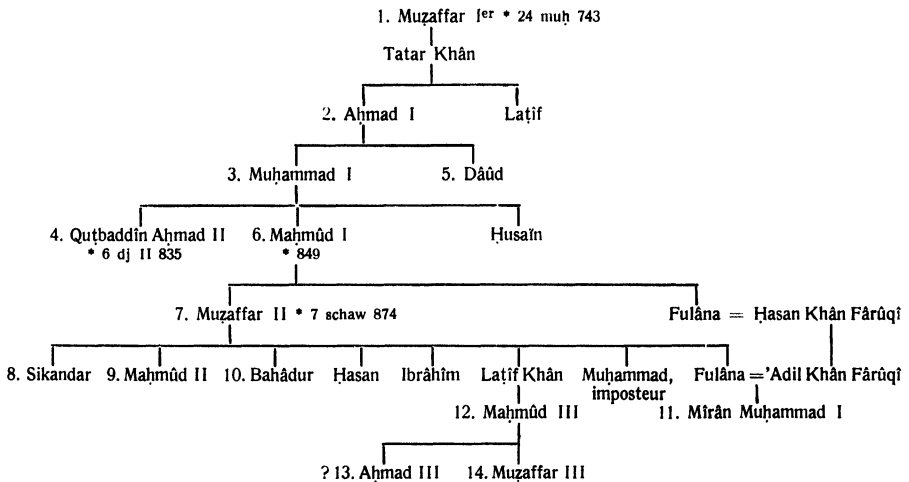 1. Muẓaffar Iᵉʳ * 24 muḥ 743
Tatar Khân
2. Aḥmad I Laṭîf
3. Muḥammad I 5. Dâûd
4. Quṭbaddîn Aḥmad II 6. Maḥmûd I Ḥusaïn
* 6 dj II 835 * 849
7. Muẓaffar II * 7 schaw 874 Fulâna = Ḥasan Khân Fârûqî
8. Sikandar 9. Maḥmûd II 10. Bahâdur Ḥasan Ibrâhîm Laṭîf Khân Muḥammad, Fulâna = 'Adil Khân Fârûqî
imposteur
12. Maḥmûd III 11. Mîrân Muḥammad I
? 13. Aḥmad III 14. Muẓaffar III